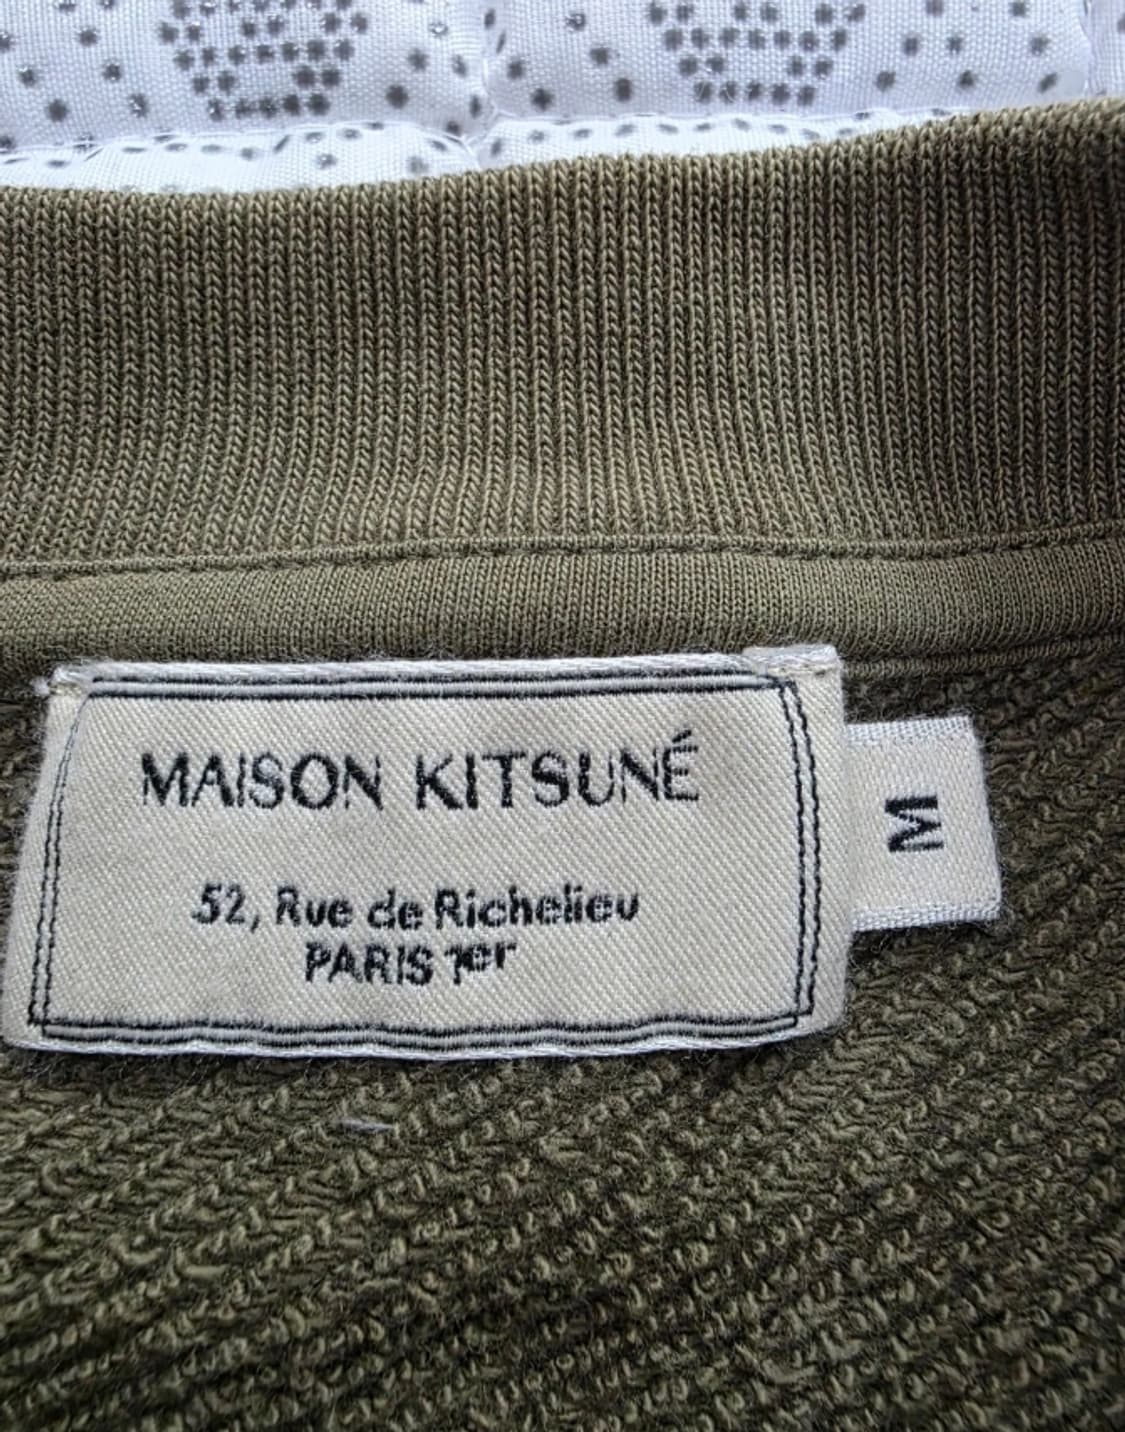 MAISON KITSUNÉ
52, Rue de Richelieu
PARIS 1er
M